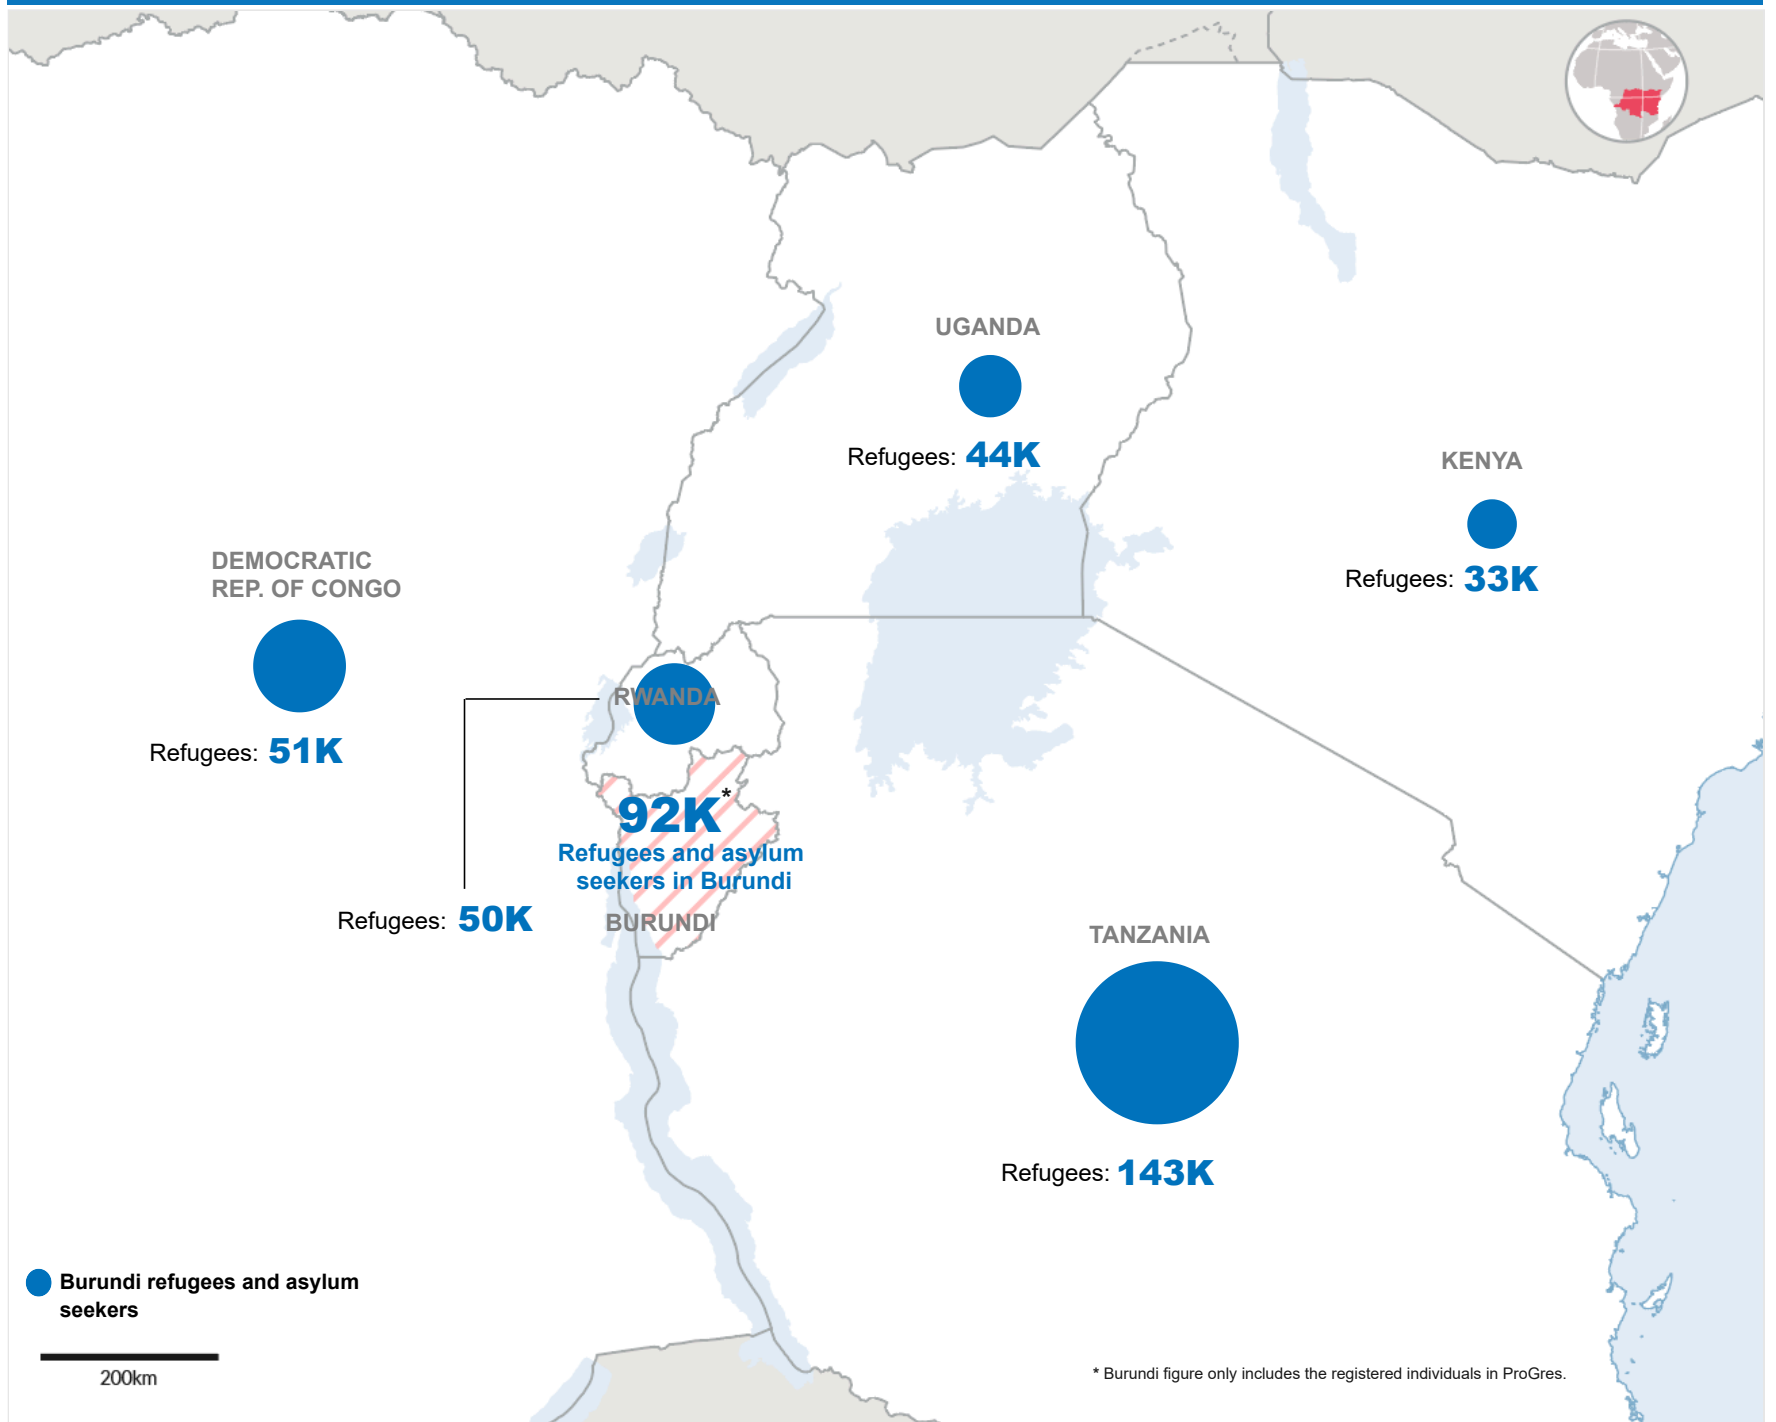 UGANDA
Refugees: 44K
KENYA
Refugees: 33K
DEMOCRATIC
REP. OF CONGO
Refugees: 51K
RWANDA
Refugees: 50K
92K*
Refugees and asylum
seekers in Burundi
BURUNDI
TANZANIA
Refugees: 143K
Burundi refugees and asylum
seekers
200km
* Burundi figure only includes the registered individuals in ProGres.